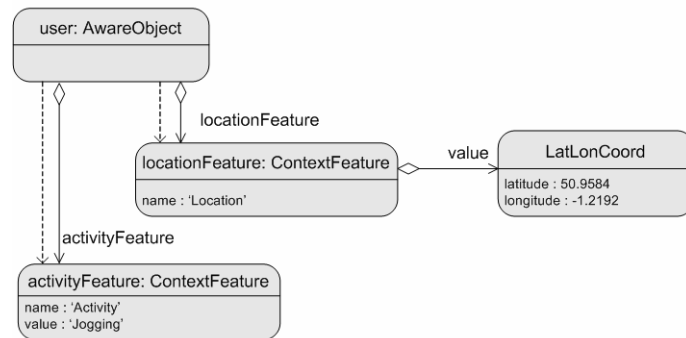 user: AwareObject
locationFeature
locationFeature: ContextFeature
name : ‘Location’
value
LatLonCoord
latitude : 50.9584
longitude : -1.2192
activityFeature
activityFeature: ContextFeature
name : ‘Activity’
value : ‘Jogging’